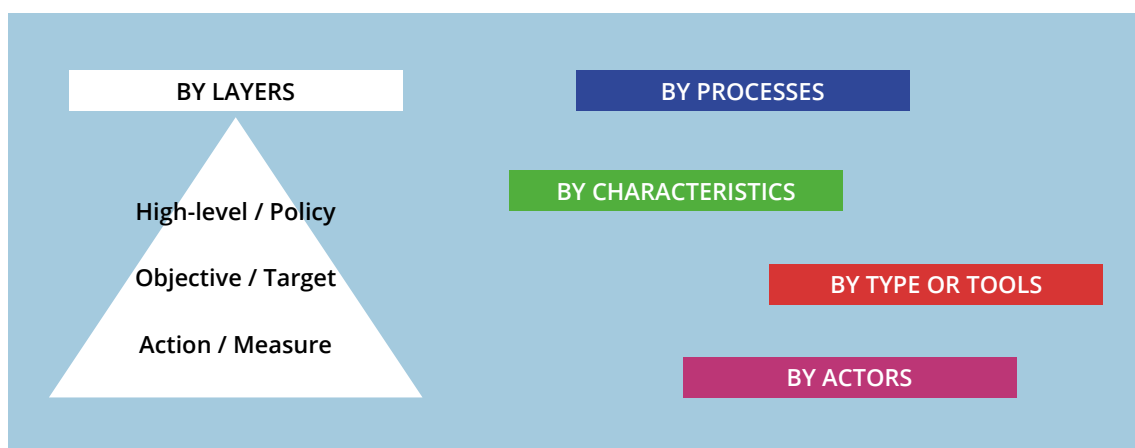 BY LAYERS
High-level / Policy
Objective / Target
Action / Measure
BY PROCESSES
BY CHARACTERISTICS
BY TYPE OR TOOLS
BY ACTORS